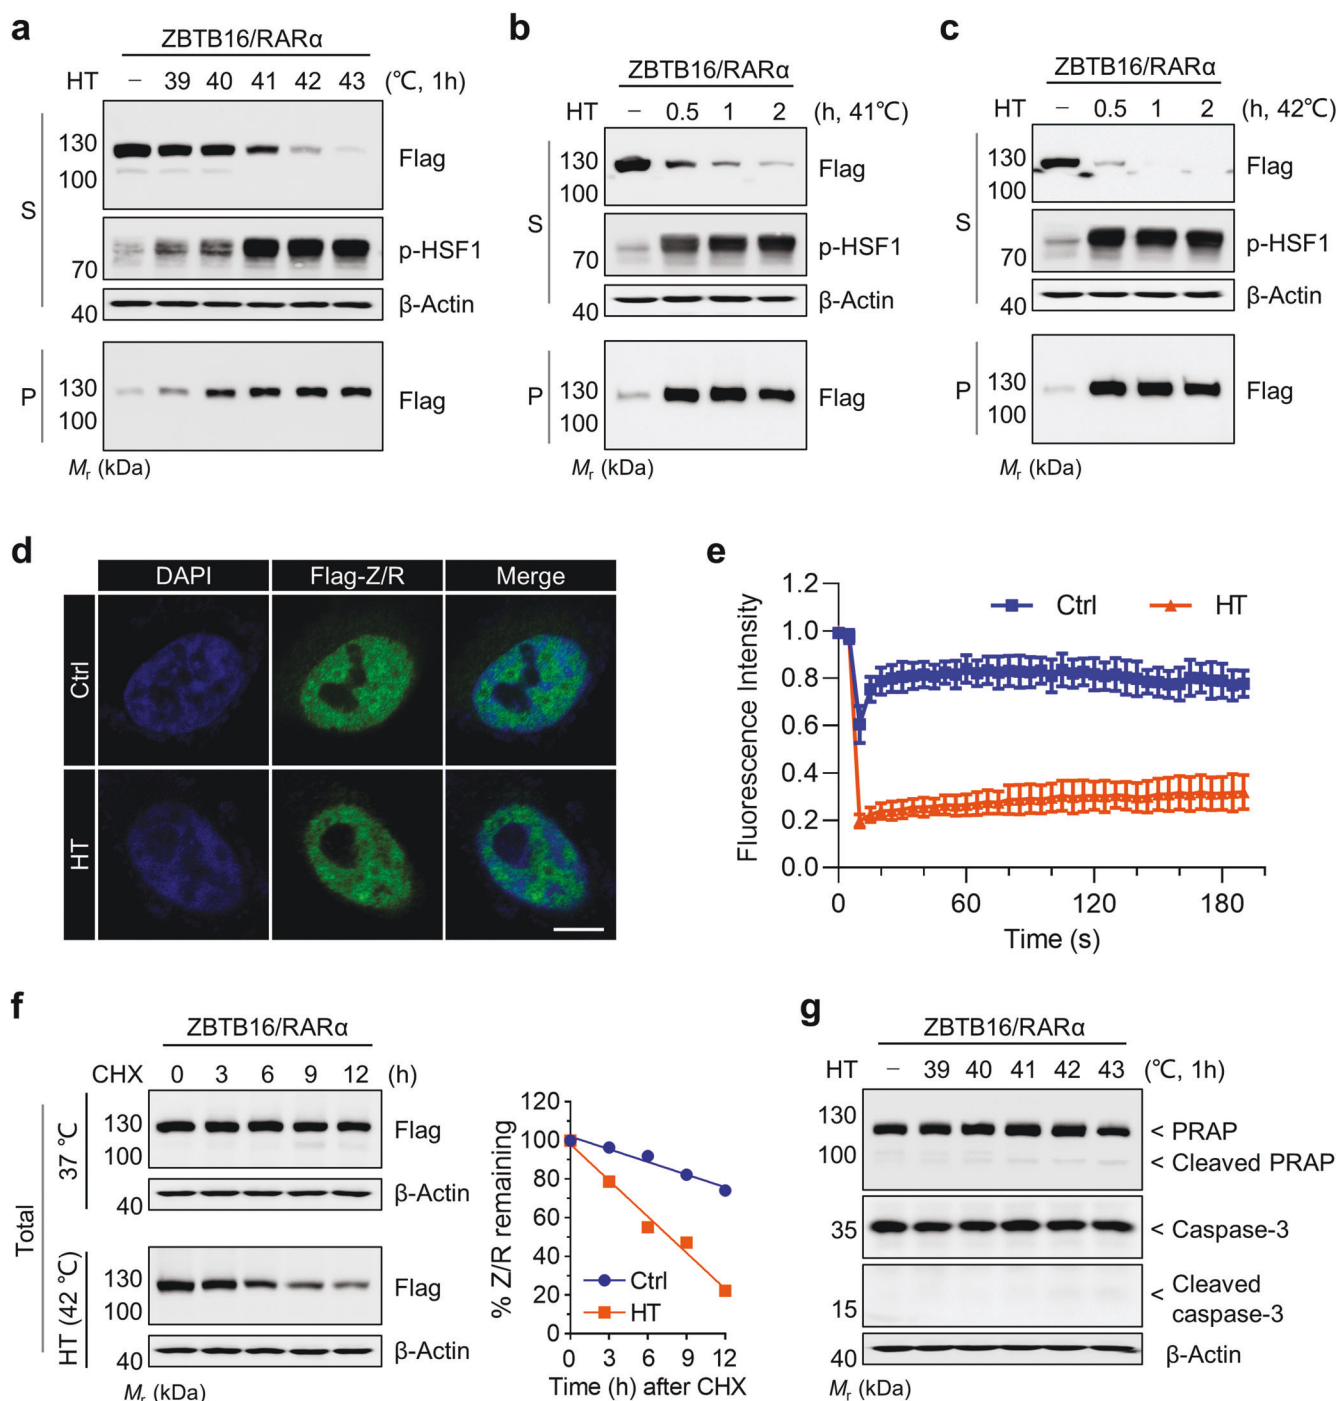 a
ZBTB16/RARα
HT – 39 40 41 42 43 (℃, 1h)
S
130
100
Flag
70
p-HSF1
40
β-Actin
P
130
100
Flag
Mr (kDa)
b
ZBTB16/RARα
HT – 0.5 1 2 (h, 41℃)
S
130
100
Flag
70
p-HSF1
40
β-Actin
P
130
100
Flag
Mr (kDa)
c
ZBTB16/RARα
HT – 0.5 1 2 (h, 42℃)
S
130
100
Flag
70
p-HSF1
40
β-Actin
P
130
100
Flag
Mr (kDa)
d
DAPI Flag-Z/R Merge
Ctrl
HT
e
Fluorescence Intensity
1.2
1.0
0.8
0.6
0.4
0.2
0.0
Ctrl HT
0 60 120 180
Time (s)
f
ZBTB16/RARα
CHX 0 3 6 9 12 (h)
Total
37 ℃
130
100
Flag
40
β-Actin
HT (42 ℃)
130
100
Flag
40
β-Actin
Mr (kDa)
% Z/R remaining
120
100
80
60
40
20
0
Ctrl
HT
0 3 6 9 12
Time (h) after CHX
g
ZBTB16/RARα
HT – 39 40 41 42 43 (℃, 1h)
130
100
< PRAP
< Cleaved PRAP
35
< Caspase-3
15
< Cleaved
caspase-3
40
β-Actin
Mr (kDa)